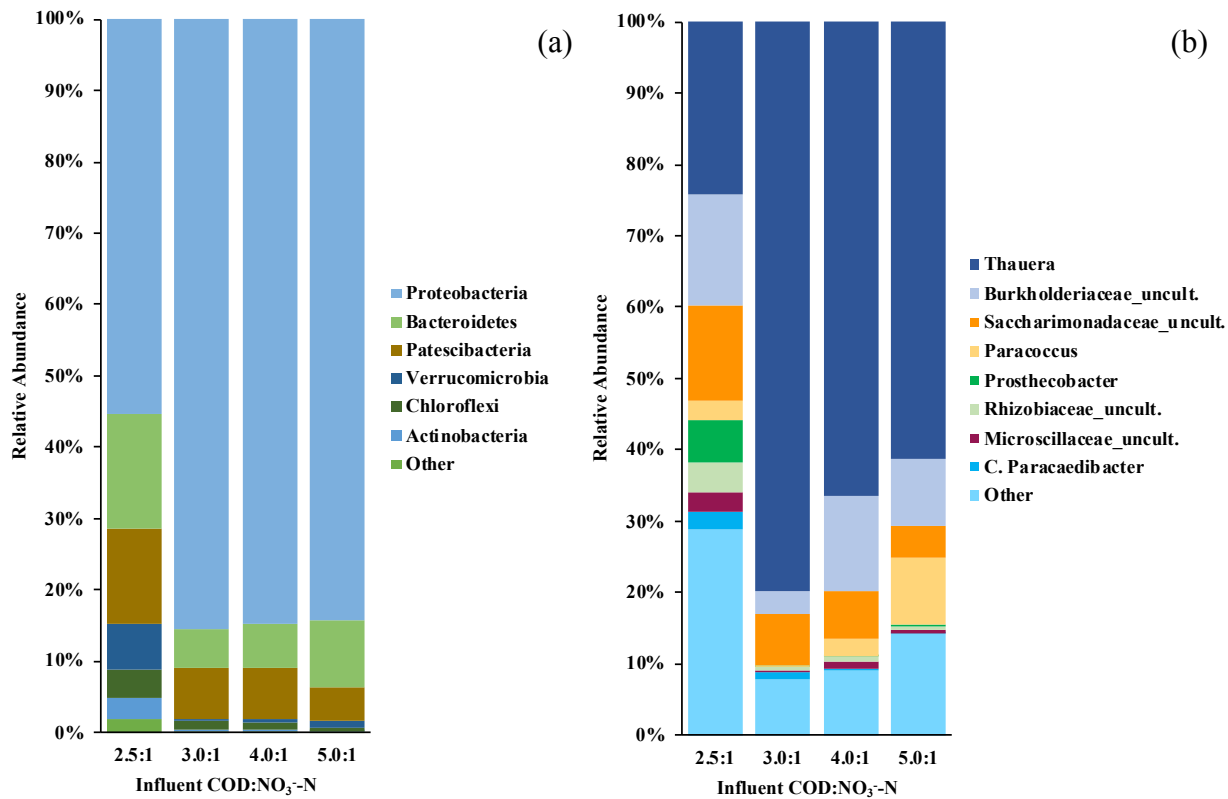 (a)
100%
90%
80%
70%
60%
50%
40%
30%
20%
10%
0%
Relative Abundance
2.5:1 3.0:1 4.0:1 5.0:1
Influent COD:NO₃⁻-N
Proteobacteria
Bacteroidetes
Patescibacteria
Verrucomicrobia
Chloroflexi
Actinobacteria
Other
(b)
100%
90%
80%
70%
60%
50%
40%
30%
20%
10%
0%
Relative Abundance
2.5:1 3.0:1 4.0:1 5.0:1
Influent COD:NO₃⁻-N
Thauera
Burkholderiaceae_uncult.
Saccharimonadaceae_uncult.
Paracoccus
Prosthecobacter
Rhizobiaceae_uncult.
Microscillaceae_uncult.
C. Paracaedibacter
Other